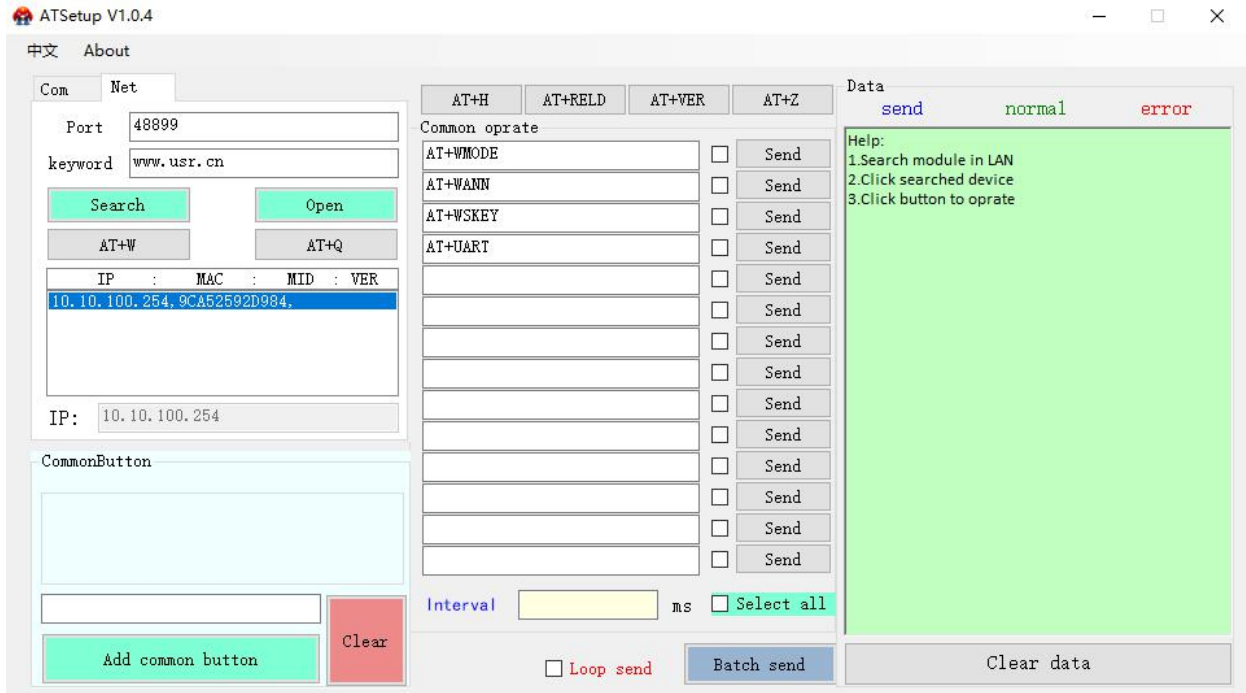 ATSetup V1.0.4
中文 About
Com Net
Port 48899
keyword www.usr.cn
Search Open
AT+W AT+Q
IP : MAC : MID : VER
10.10.100.254,9CA52592D984,
IP: 10.10.100.254
CommonButton
Add common button
Clear
AT+H AT+RELD AT+VER AT+Z
Common oprate
AT+WMODE Send
AT+WANN Send
AT+WSKEY Send
AT+UART Send
Send
Send
Send
Send
Send
Send
Send
Send
Send
Send
Interval ms Select all
Loop send Batch send
Data
send normal error
Help:
1.Search module in LAN
2.Click searched device
3.Click button to oprate
Clear data